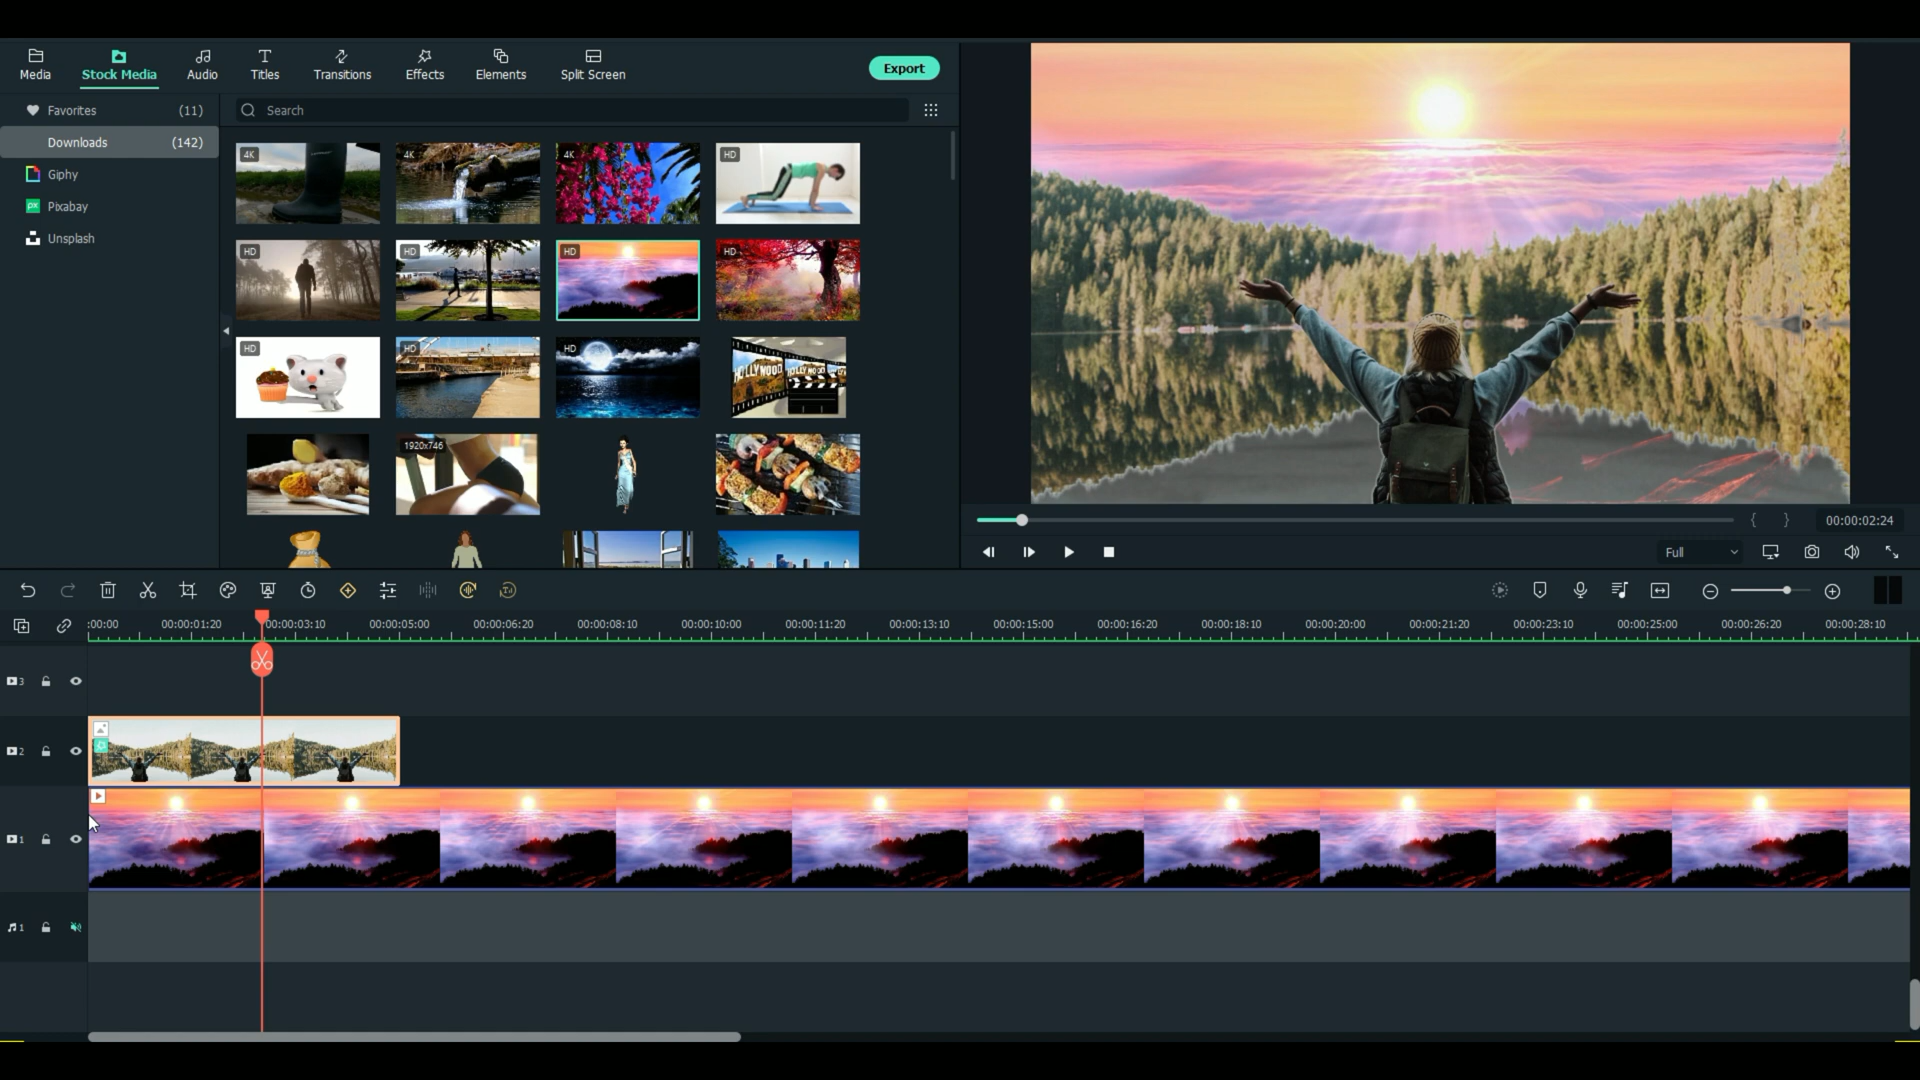 Media
Stock Media
Audio
Titles
Transitions
Effects
Elements
Split Screen
Export
Favorites (11)
Search
Downloads (142)
Giphy
Pixabay
Unsplash
4K
4K
4K
HD
HD
HD
HD
HD
HD
HD
HD
HOLLYWOOD
HOLLYWOOD
1920x746
00:00:02:24
Full
:00:00
00:00:01:20
00:00:03:10
00:00:05:00
00:00:06:20
00:00:08:10
00:00:10:00
00:00:11:20
00:00:13:10
00:00:15:00
00:00:16:20
00:00:18:10
00:00:20:00
00:00:21:20
00:00:23:10
00:00:25:00
00:00:26:20
00:00:28:10
3
2
1
1